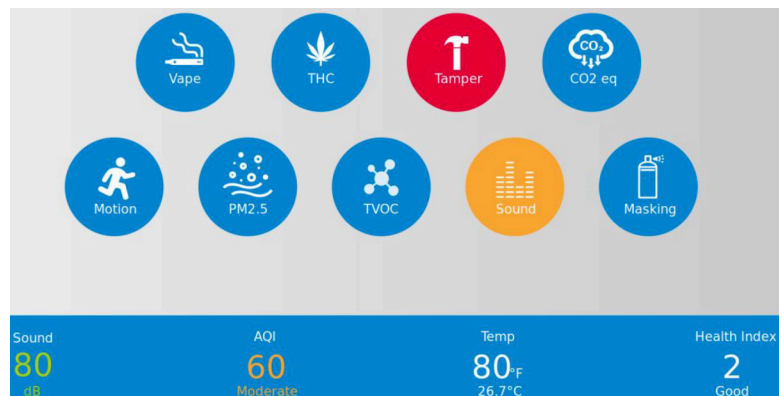 CO₂
Vape
THC
Tamper
CO2 eq
Motion
PM2.5
TVOC
Sound
Masking
Sound
AQI
Temp
Health Index
80
60
80°F
2
dB
Moderate
26.7°C
Good